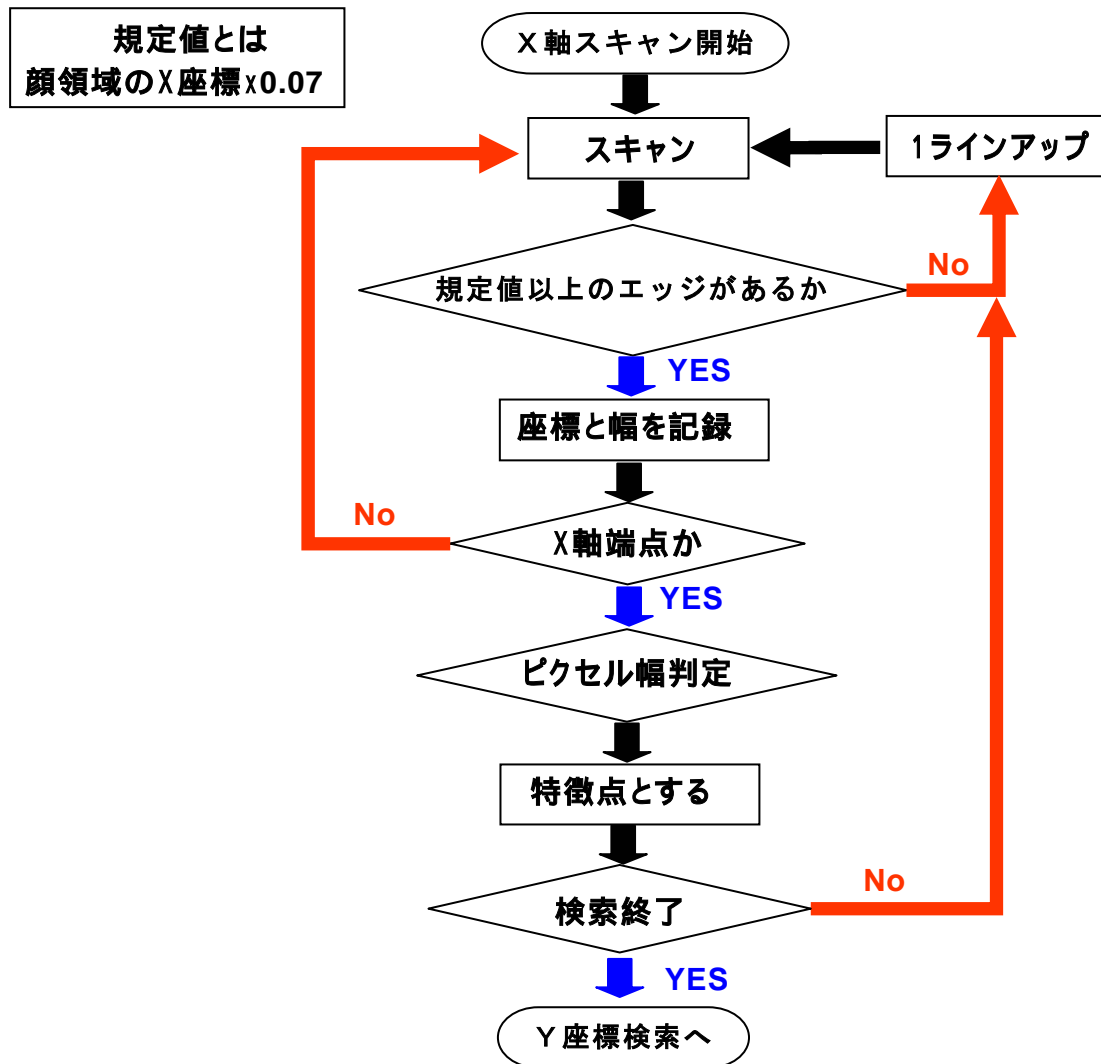 規定値とは
顔領域のX座標x0.07
X軸スキャン開始
スキャン
1ラインアップ
規定値以上のエッジがあるか
No
YES
座標と幅を記録
No
X軸端点か
YES
ピクセル幅判定
特徴点とする
検索終了
No
YES
Y座標検索へ